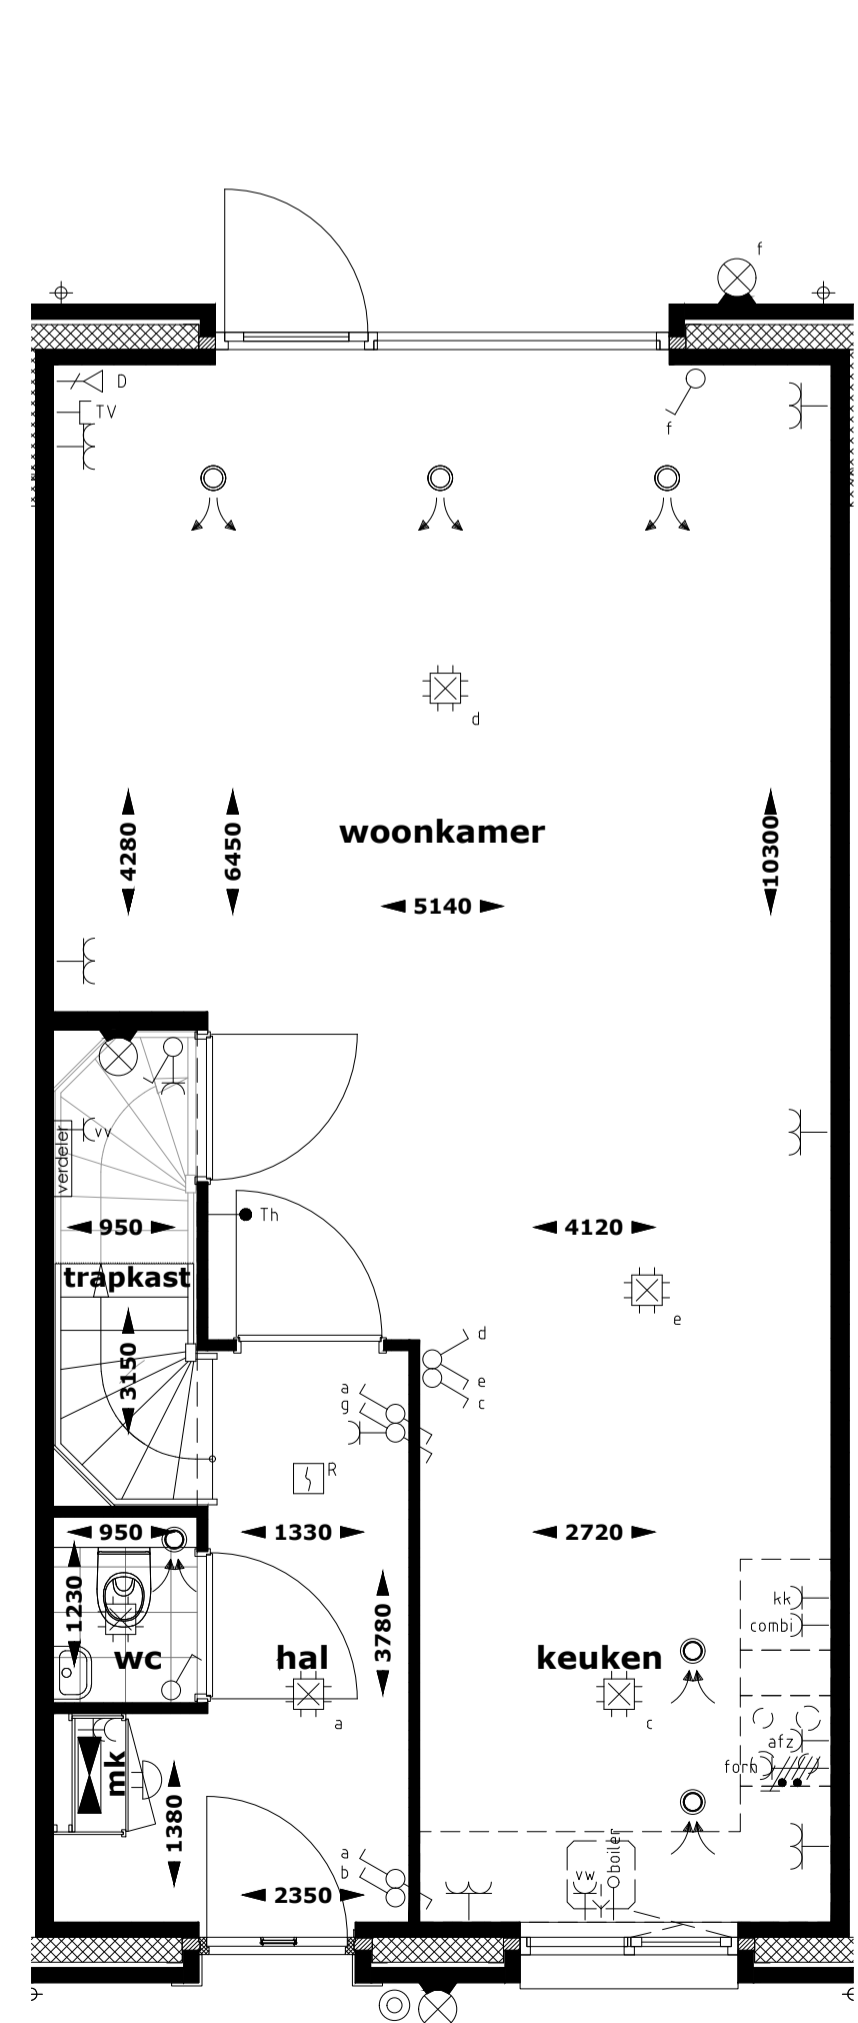 f
D
TV
f
d
woonkamer
4280
6450
10300
5140
vv
verdeler
Th
950
4120
trapkast
e
3150
d
a
e
g
c
R
950
1330
2720
1230
3780
kk
combi
wc
hal
keuken
a
c
afz
forn
mk
1380
boiler
a
vw
b
2350